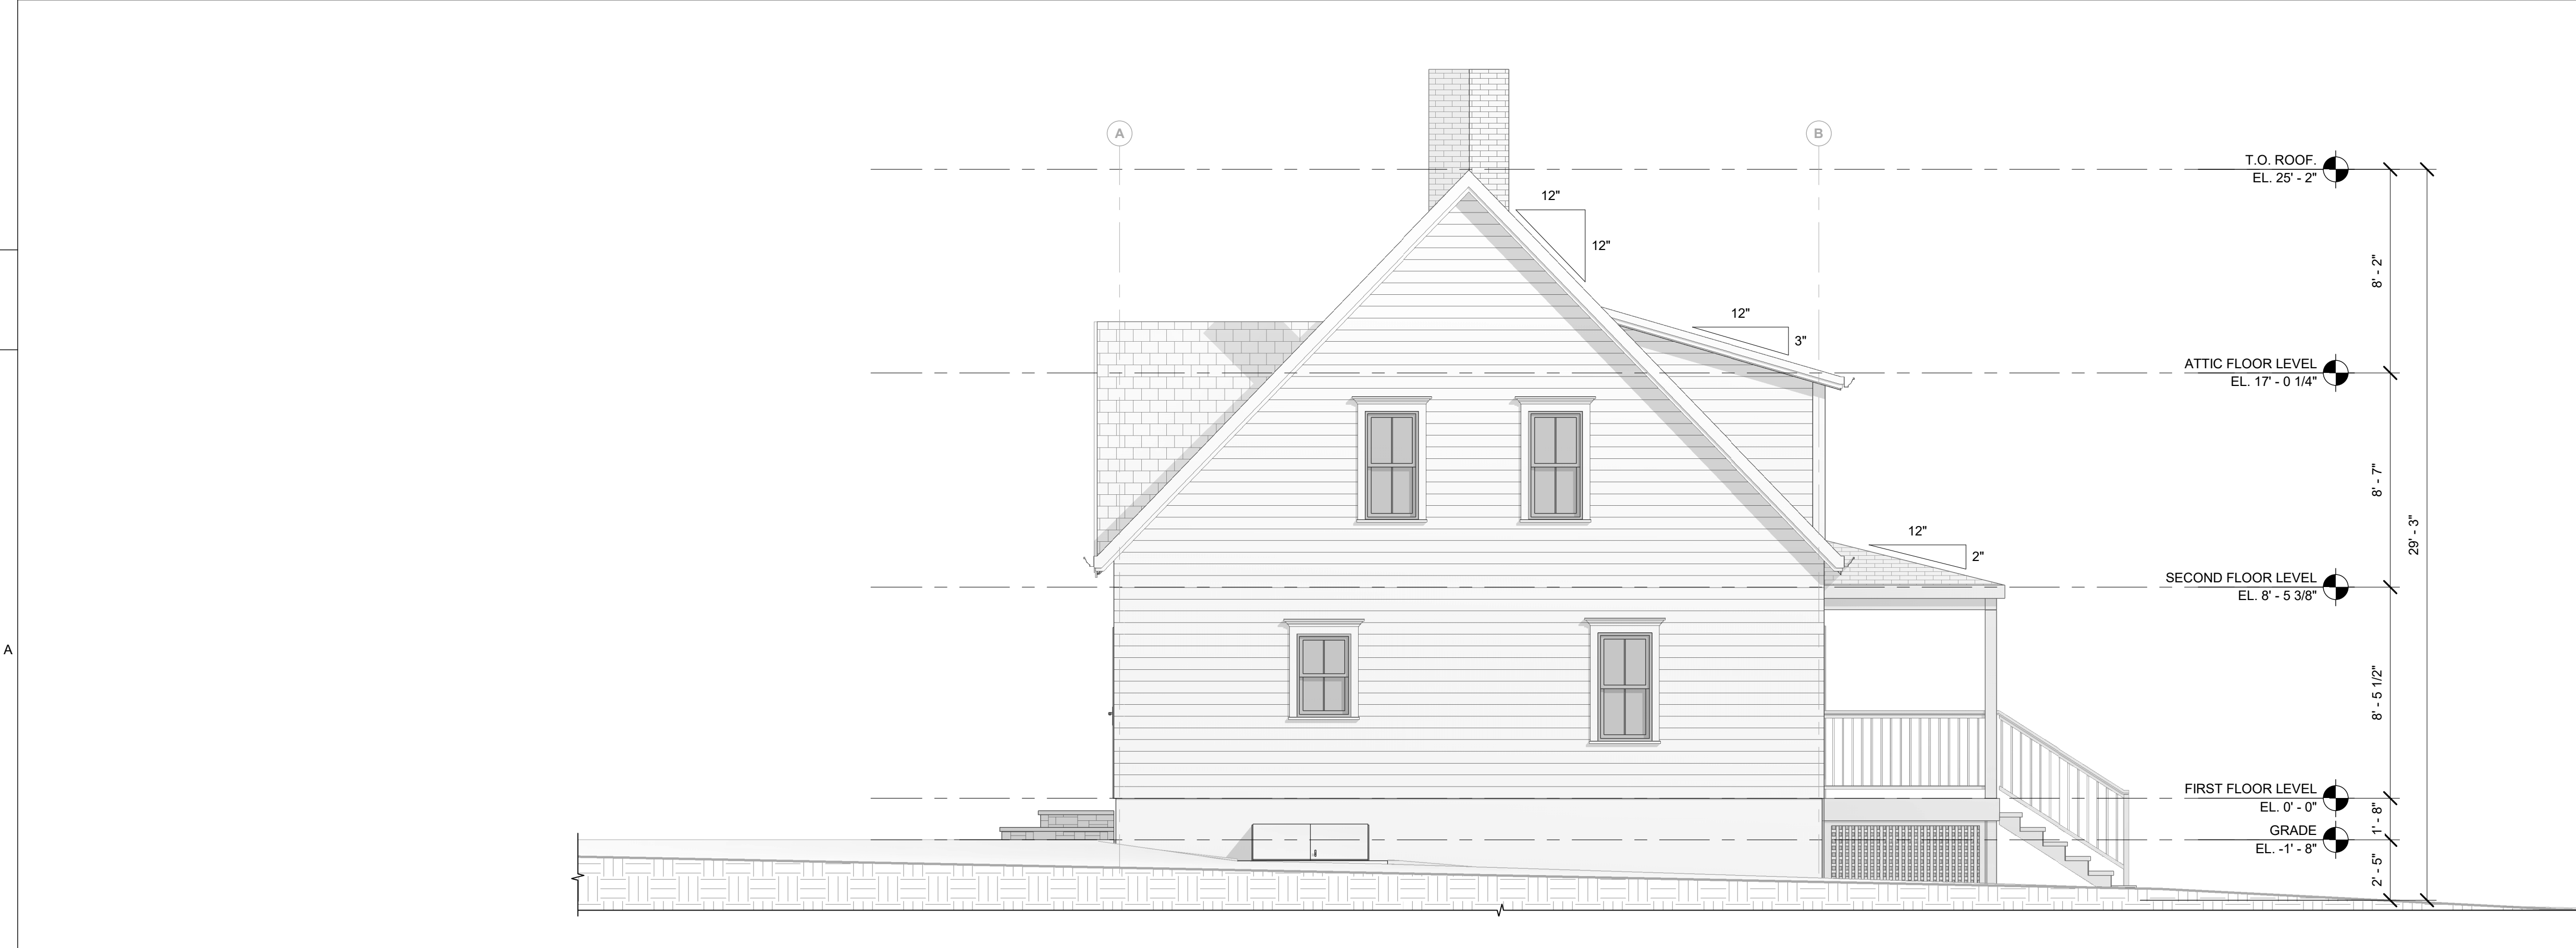 A
B
T.O. ROOF.
EL. 25' - 2"
12"
12"
8' - 2"
12"
3"
ATTIC FLOOR LEVEL
EL. 17' - 0 1/4"
8' - 7"
12"
2"
29' - 3"
SECOND FLOOR LEVEL
EL. 8' - 5 3/8"
A
8' - 5 1/2"
FIRST FLOOR LEVEL
EL. 0' - 0"
1' - 8"
GRADE
EL. -1' - 8"
2' - 5"